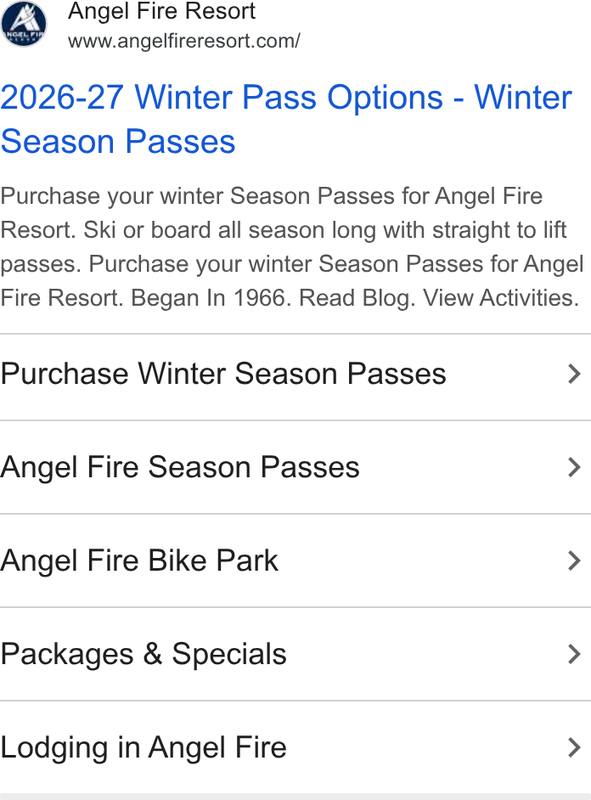 Angel Fire Resort
www.angelfireresort.com/
2026-27 Winter Pass Options - Winter
Season Passes
Purchase your winter Season Passes for Angel Fire
Resort. Ski or board all season long with straight to lift
passes. Purchase your winter Season Passes for Angel
Fire Resort. Began In 1966. Read Blog. View Activities.
Purchase Winter Season Passes
Angel Fire Season Passes
Angel Fire Bike Park
Packages & Specials
Lodging in Angel Fire